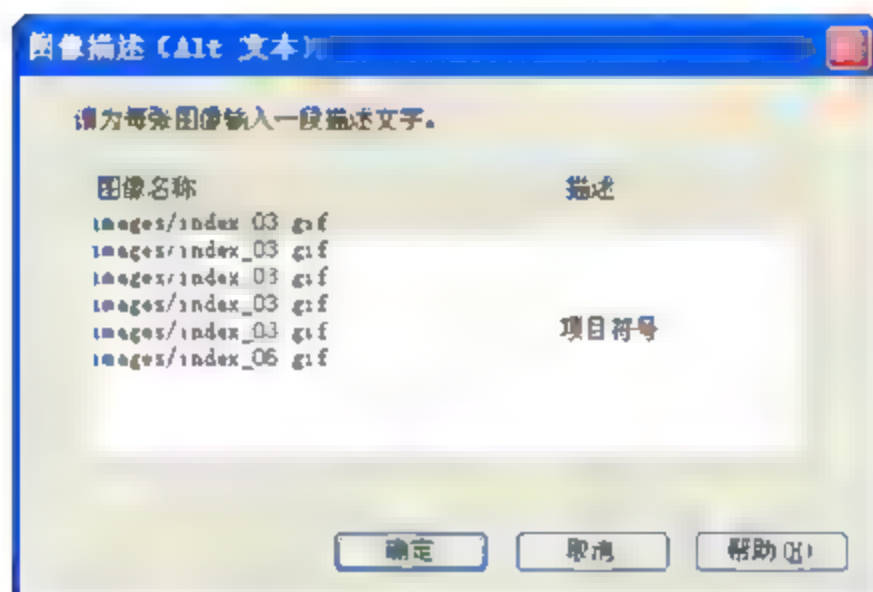 图像描述(Alt 文本)
请为每张图像输入一段描述文字。
图像名称 描述
images/index_03.gif
images/index_03.gif
images/index_03.gif
images/index_03.gif
images/index_03.gif 项目符号
images/index_06.gif
确定 取消 帮助(H)